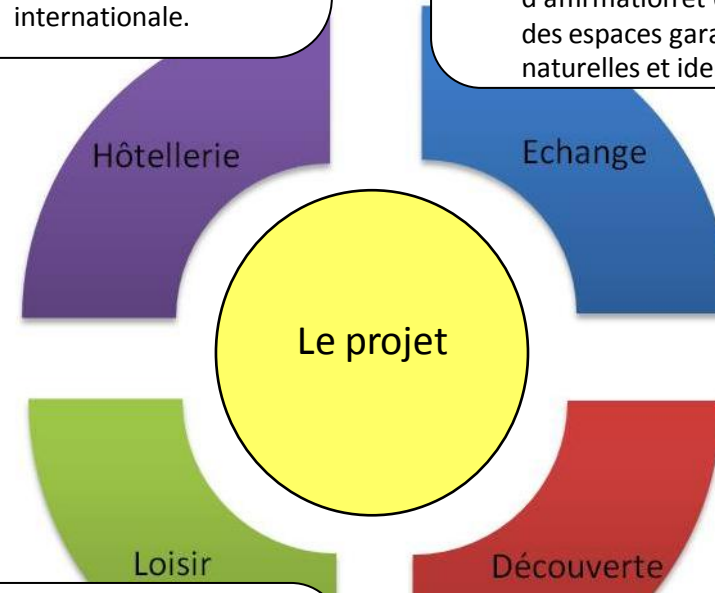 internationale.
des espaces
naturelles et
Hôtellerie
Echange
Le projet
Loisir
Découverte